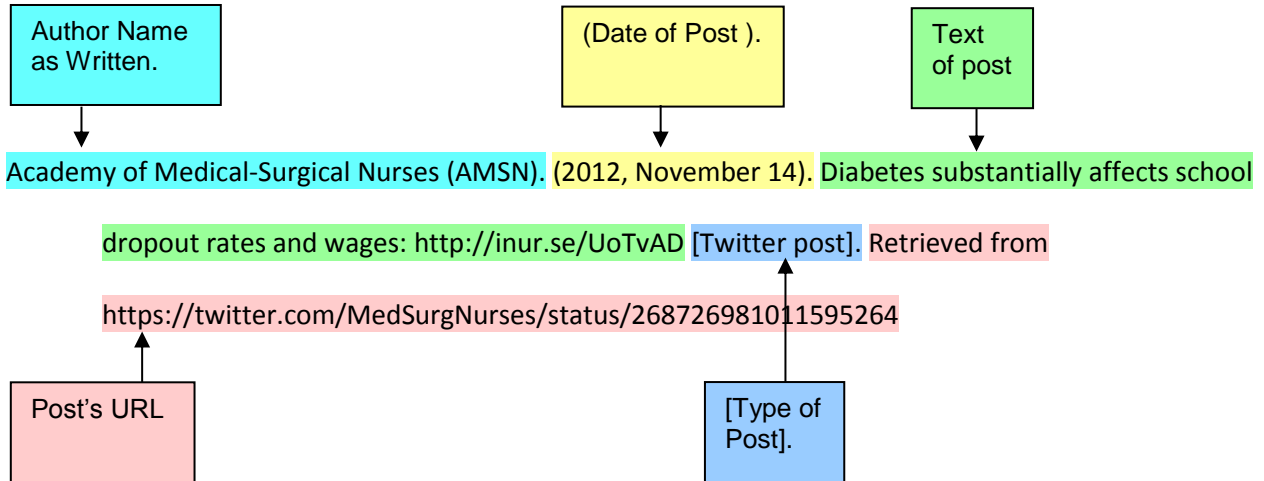 Author Name
as Written.
(Date of Post ).
Text
of post
Academy of Medical-Surgical Nurses (AMSN). (2012, November 14). Diabetes substantially affects school
dropout rates and wages: http://inur.se/UoTvAD [Twitter post]. Retrieved from
https://twitter.com/MedSurgNurses/status/268726981011595264
Post's URL
[Type of
Post].